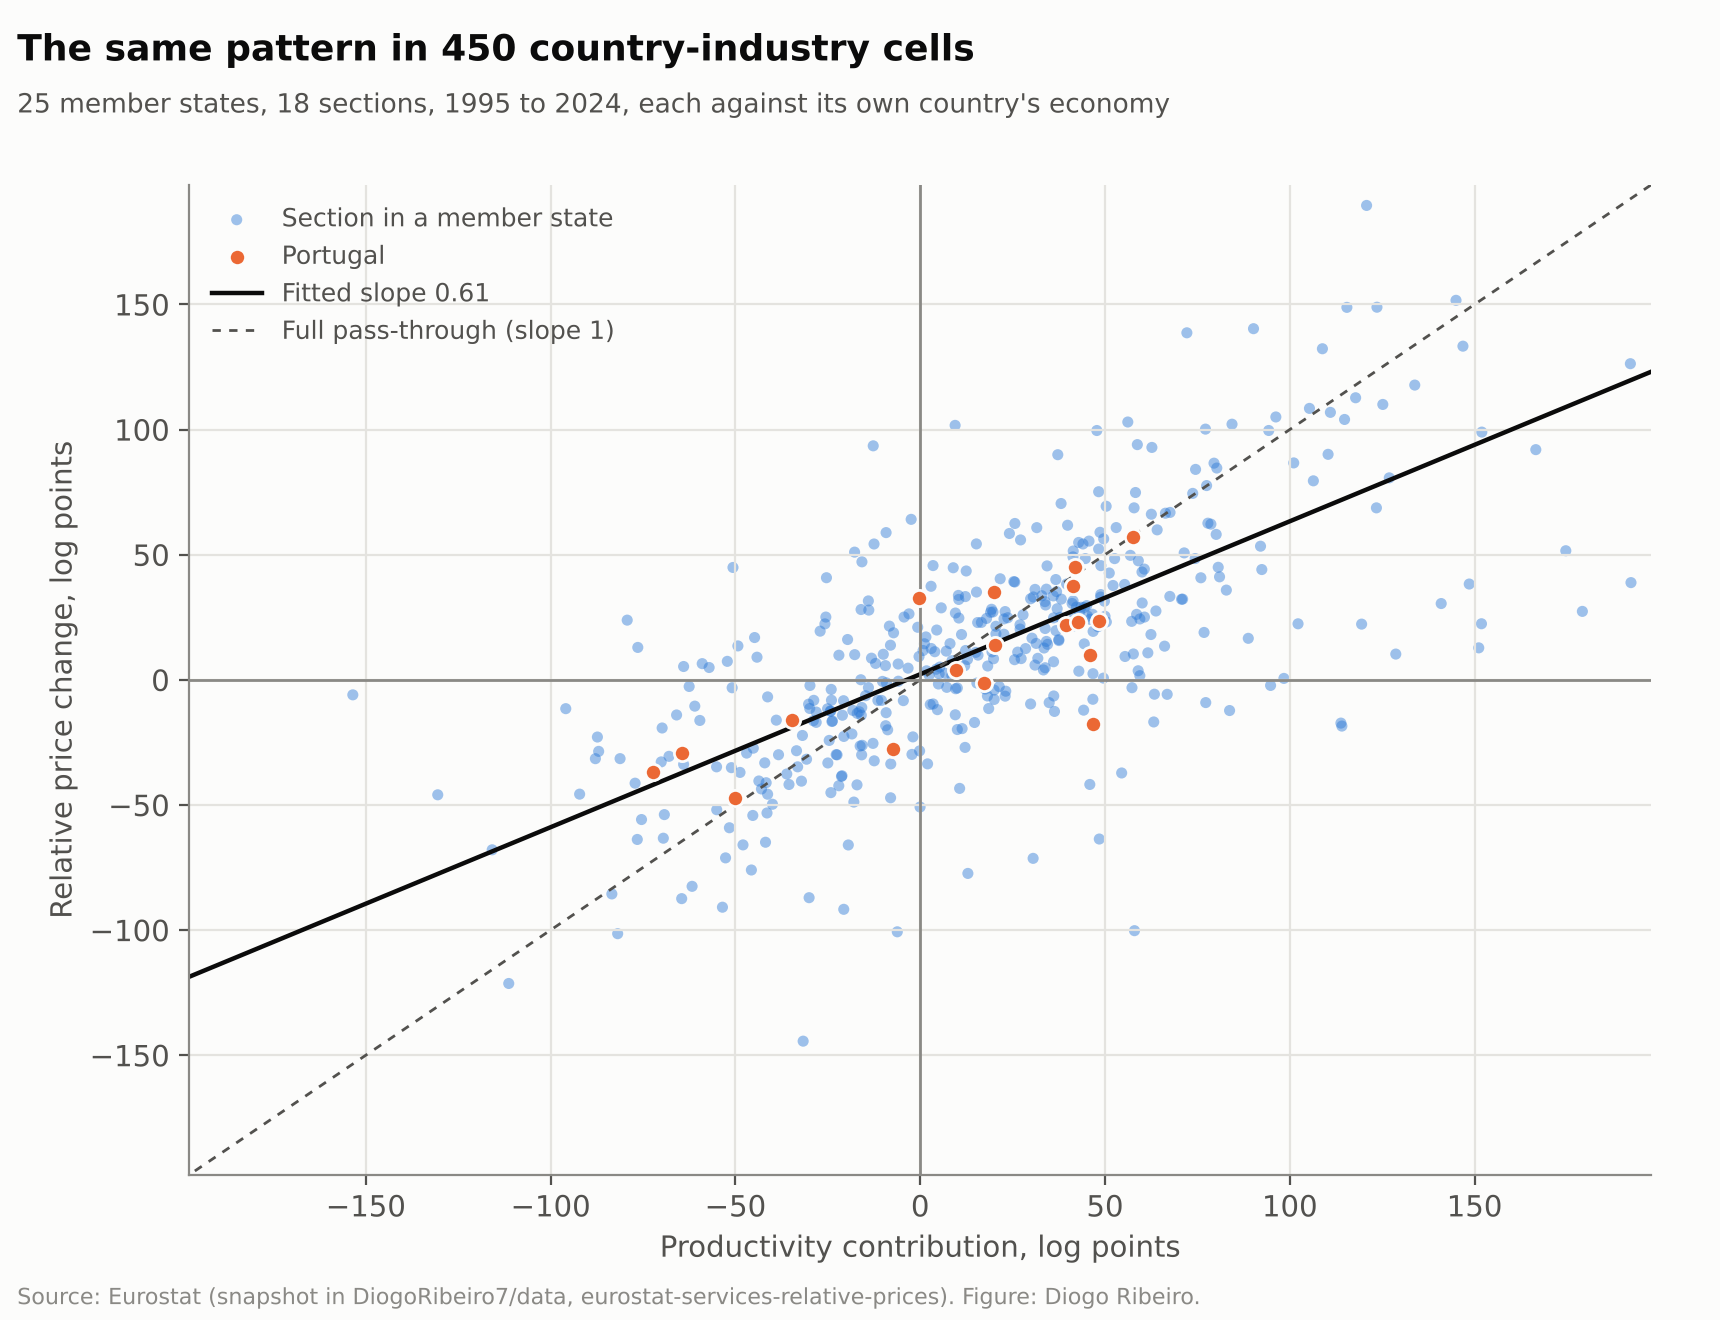 The same pattern in 450 country-industry cells
25 member states, 18 sections, 1995 to 2024, each against its own country's economy
Section in a member state
Portugal
Fitted slope 0.61
Full pass-through (slope 1)
Relative price change, log points
150
100
50
0
−50
−100
−150
−150
−100
−50
0
50
100
150
Productivity contribution, log points
Source: Eurostat (snapshot in DiogoRibeiro7/data, eurostat-services-relative-prices). Figure: Diogo Ribeiro.